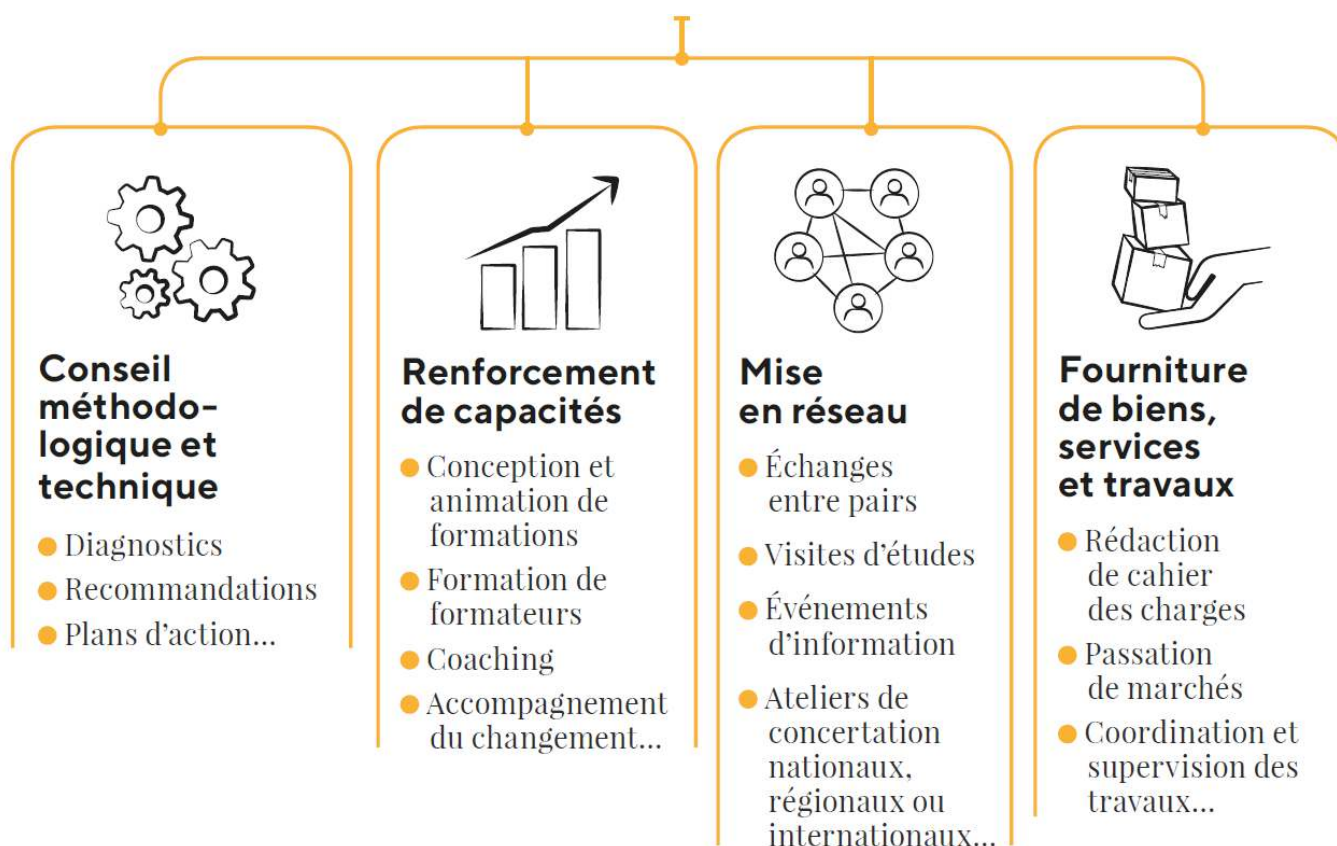 Conseil
méthodo-
logique et
technique
Diagnostics
Recommandations
Plans d’action...
Renforcement
de capacités
Conception et
animation de
formations
Formation de
formateurs
Coaching
Accompagnement
du changement...
Mise
en réseau
Échanges
entre pairs
Visites d’études
Événements
d’information
Ateliers de
concertation
nationaux,
régionaux ou
internationaux...
Fourniture
de biens,
services
et travaux
Rédaction
de cahier
des charges
Passation
de marchés
Coordination et
supervision des
travaux...